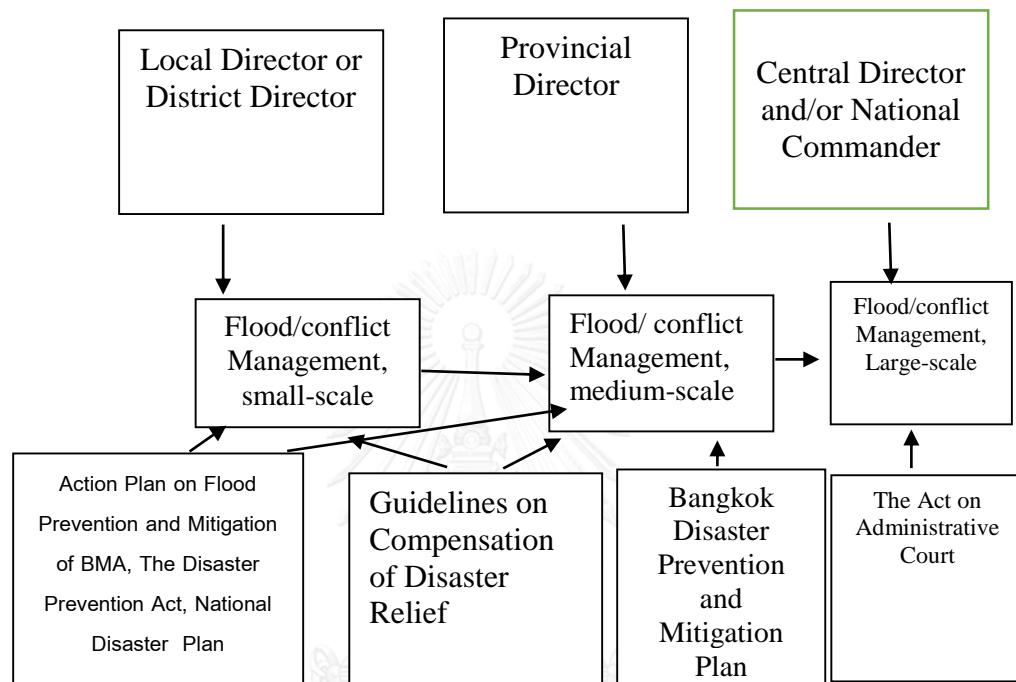 Local Director or
District Director
Provincial
Director
Central Director
and/or National
Commander
Flood/conflict
Management,
small-scale
Flood/ conflict
Management,
medium-scale
Flood/conflict
Management,
Large-scale
Action Plan on Flood
Prevention and Mitigation
of BMA, The Disaster
Prevention Act, National
Disaster Plan
Guidelines on
Compensation
of Disaster
Relief
Bangkok
Disaster
Prevention
and
Mitigation
Plan
The Act on
Administrative
Court